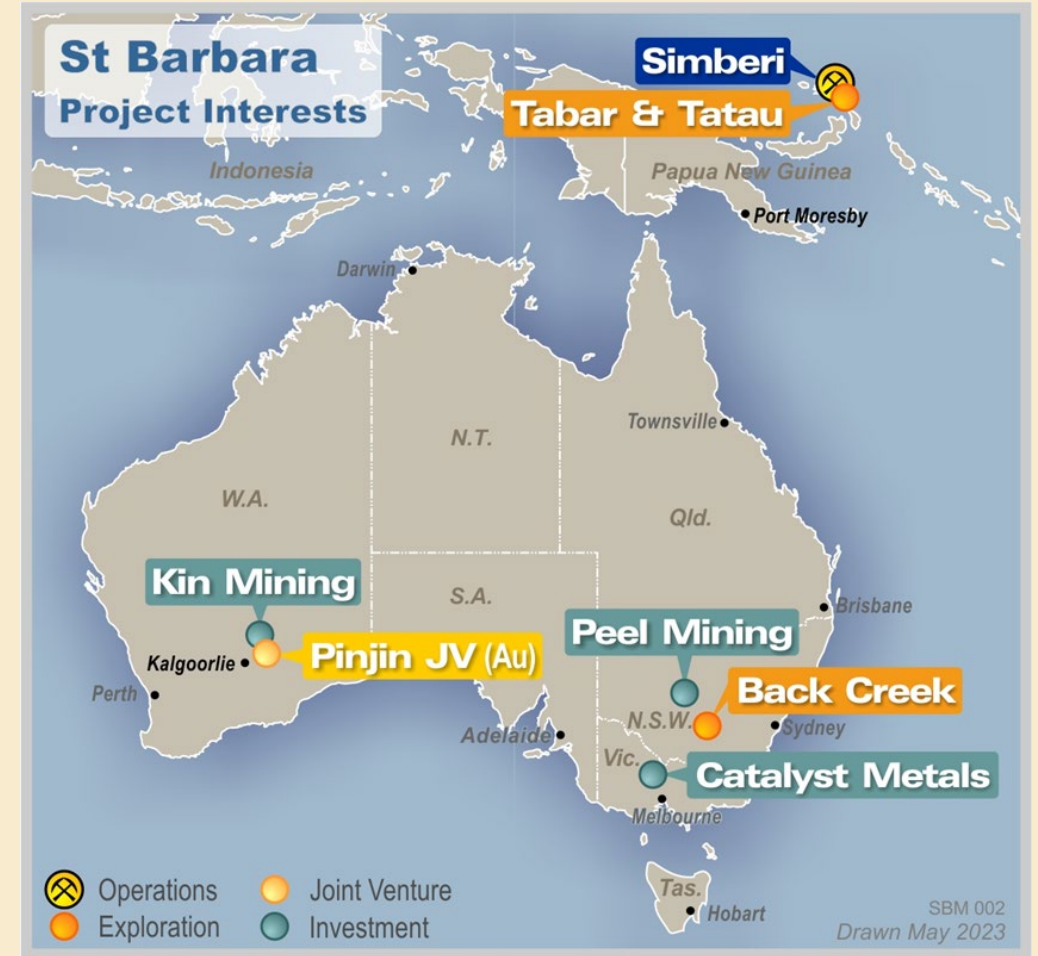 St Barbara
Project Interests
Simberi
Tabar & Tatau
Indonesia
Papua New Guinea
Port Moresby
Darwin
Townsville
N.T.
W.A.
Qld.
Kin Mining
S.A.
Brisbane
Peel Mining
Pinjin JV (Au)
Kalgoorlie
Perth
Back Creek
N.S.W.
Sydney
Adelaide
Vic.
Catalyst Metals
Melbourne
Tas.
Hobart
Operations
Joint Venture
Exploration
Investment
SBM 002
Drawn May 2023